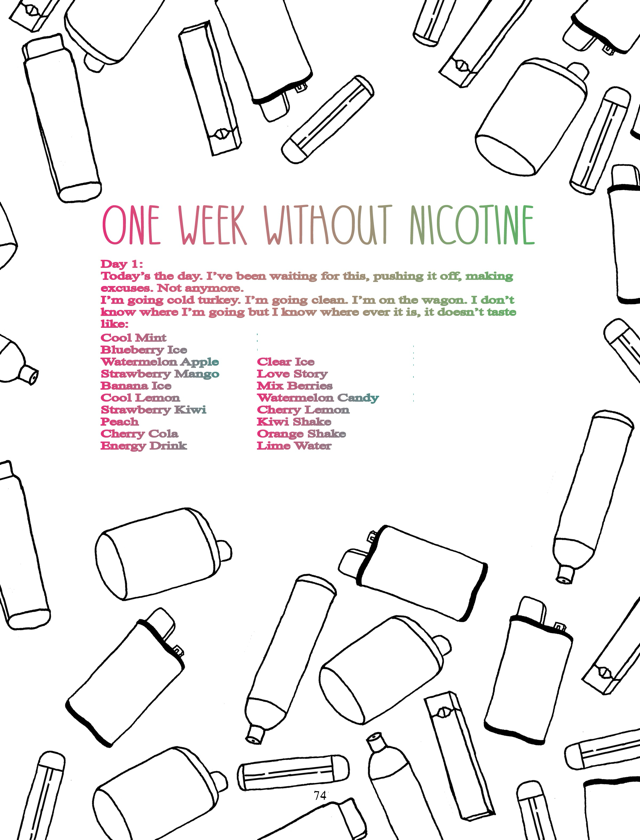 ONE WEEK WITHOUT NICOTINE
Day 1:
Today's the day. I've been waiting for this, pushing it off, making
excuses. Not anymore.
I'm going cold turkey. I'm going clean. I'm on the wagon. I don't
know where I'm going but I know where ever it is, it doesn't taste
like:
Cool Mint
Blueberry Ice
Watermelon Apple
Strawberry Mango
Banana Ice
Cool Lemon
Strawberry Kiwi
Peach
Cherry Cola
Energy Drink
Clear Ice
Love Story
Mix Berries
Watermelon Candy
Cherry Lemon
Kiwi Shake
Orange Shake
Lime Water
74